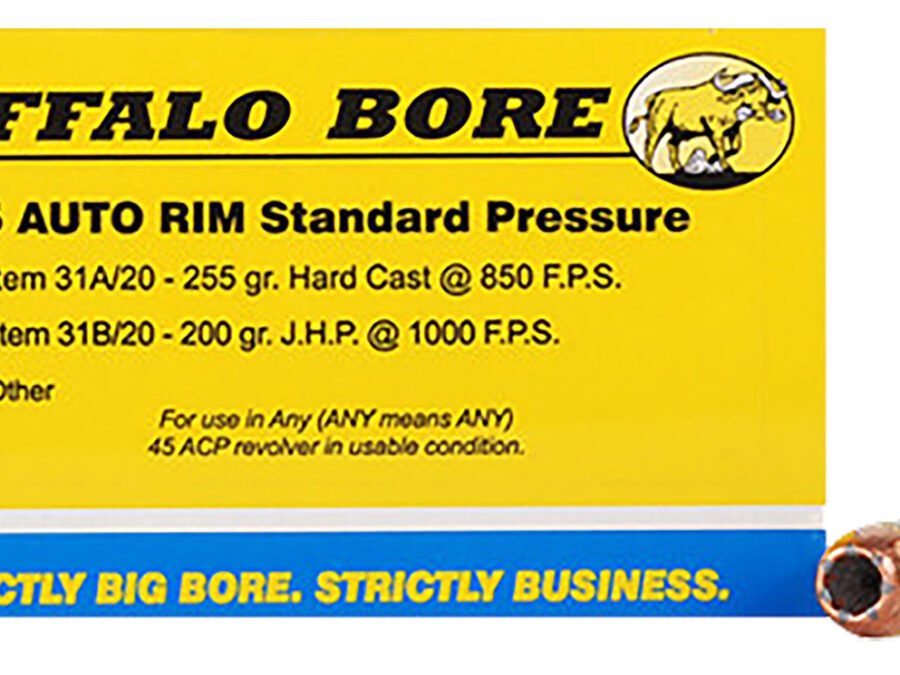 FFALO BORE
5 AUTO RIM Standard Pressure
tem 31A/20 - 255 gr. Hard Cast @ 850 F.P.S.
tem 31B/20 - 200 gr. J.H.P. @ 1000 F.P.S.
Other
For use in Any (ANY means ANY)
45 ACP revolver in usable condition.
CTLY BIG BORE. STRICTLY BUSINESS.